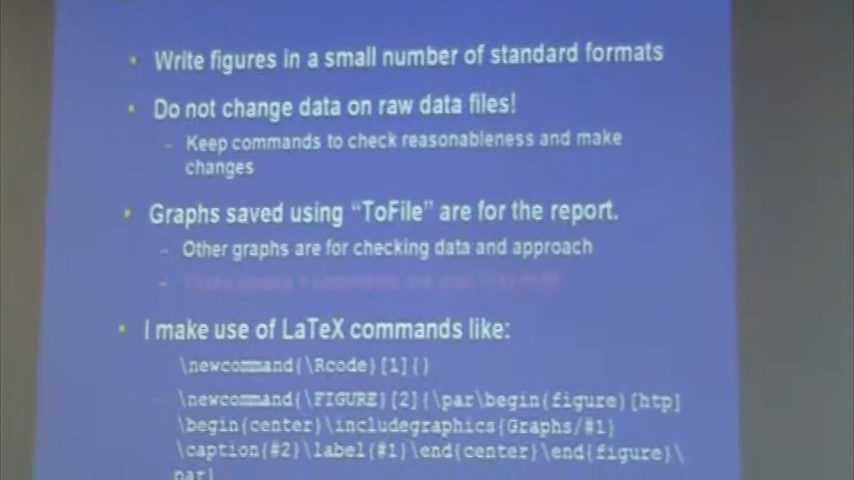 Write figures in a small number of standard formats
Do not change data on raw data files!
Keep commands to check reasonableness and make
changes
Graphs saved using “ToFile” are for the report.
Other graphs are for checking data and approach
I make use of LaTeX commands like:
\newcommand{\Rcode}[1]{}
\newcommand{\FIGURE}[2]{\par\begin{figure}[htp]
\begin{center}\includegraphics{Graphs/#1}
\caption{#2}\label{#1}\end{center}\end{figure}\
par}